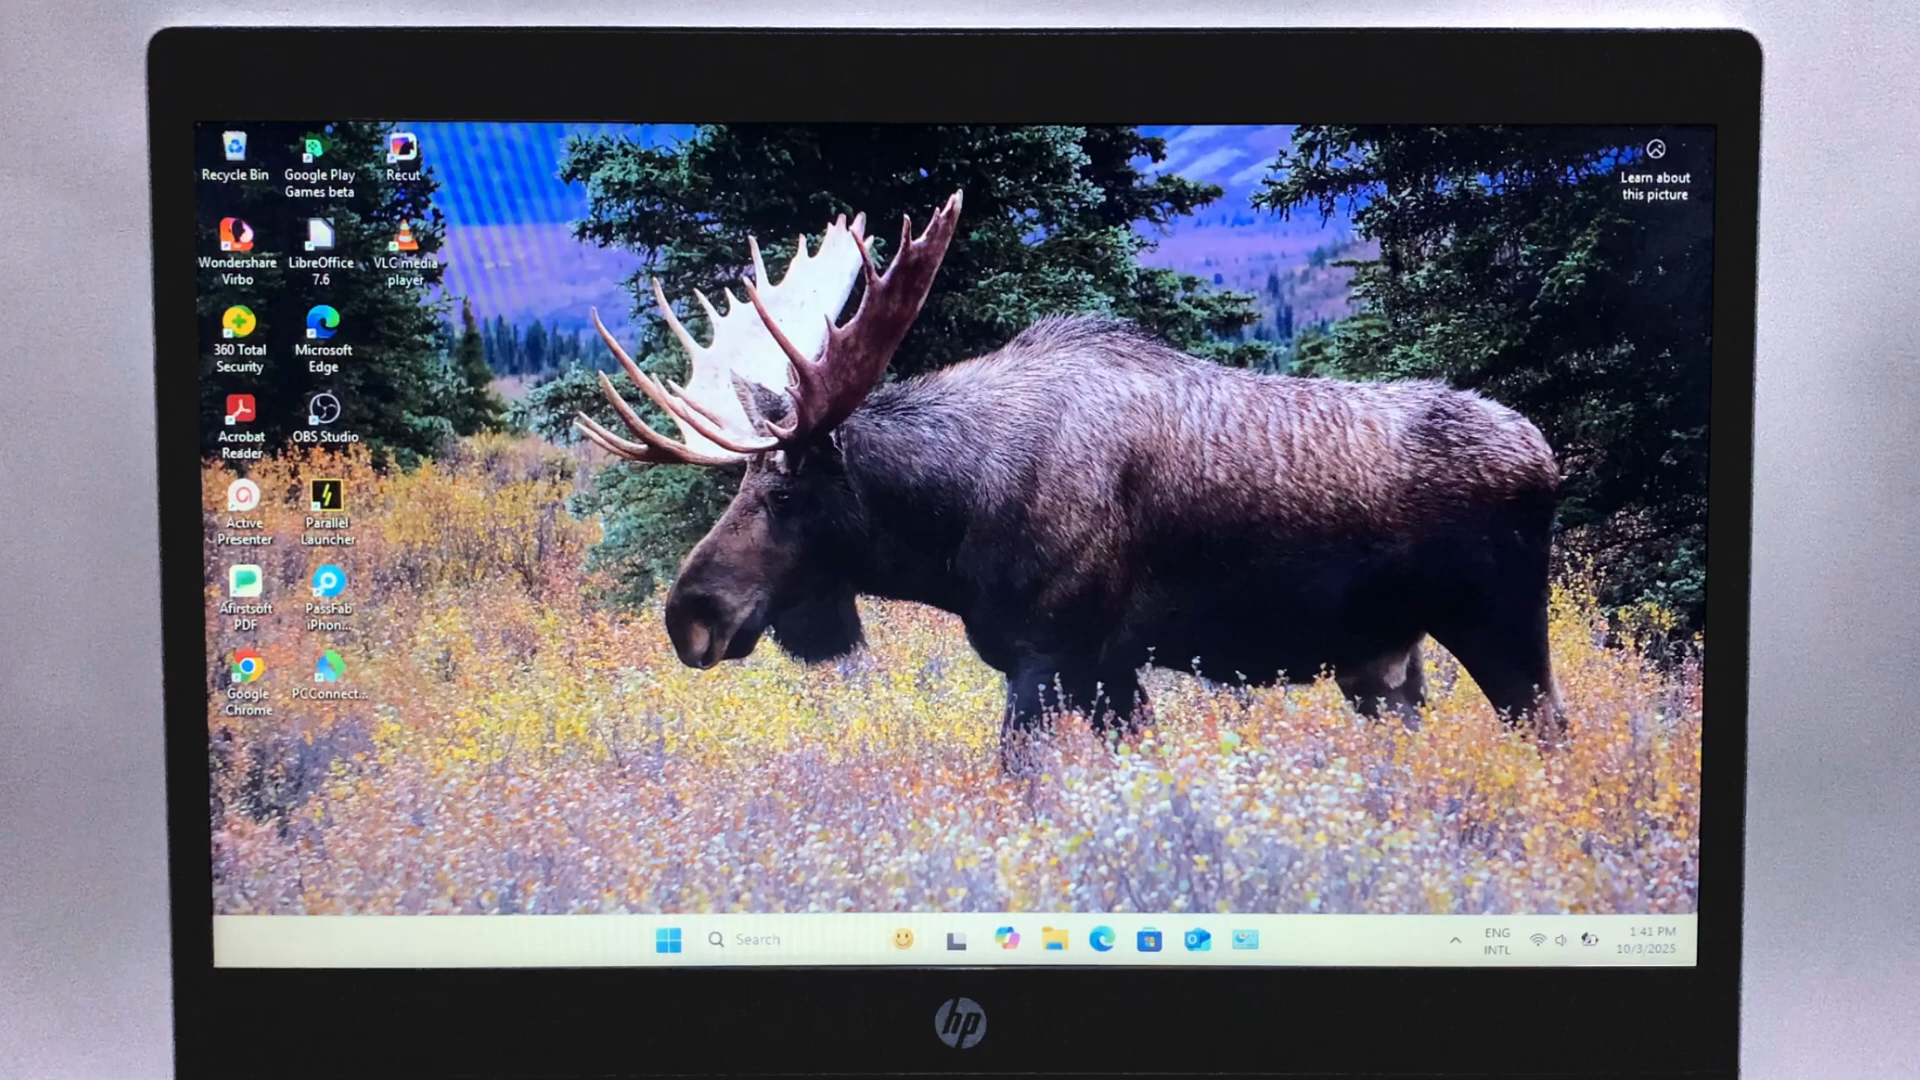 Recycle Bin
Google Play
Games beta
Recut
Learn about
this picture
Wondershare
Virbo
LibreOffice
7.6
VLC media
player
360 Total
Security
Microsoft
Edge
Acrobat
Reader
OBS Studio
Active
Presenter
Parallel
Launcher
Afirstsoft
PDF
PassFab
iPhon...
Google
Chrome
PCConnect...
Search
ENG
INTL
1:41 PM
10/3/2025
hp